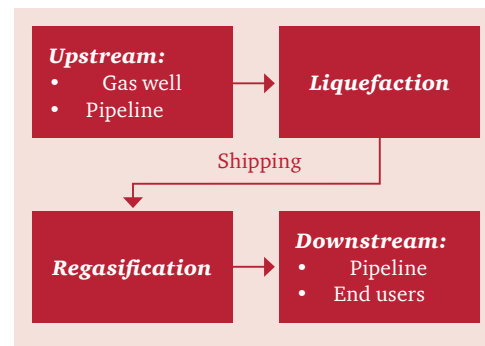 Upstream:
• Gas well
• Pipeline
Liquefaction
Shipping
Regasification
Downstream:
• Pipeline
• End users